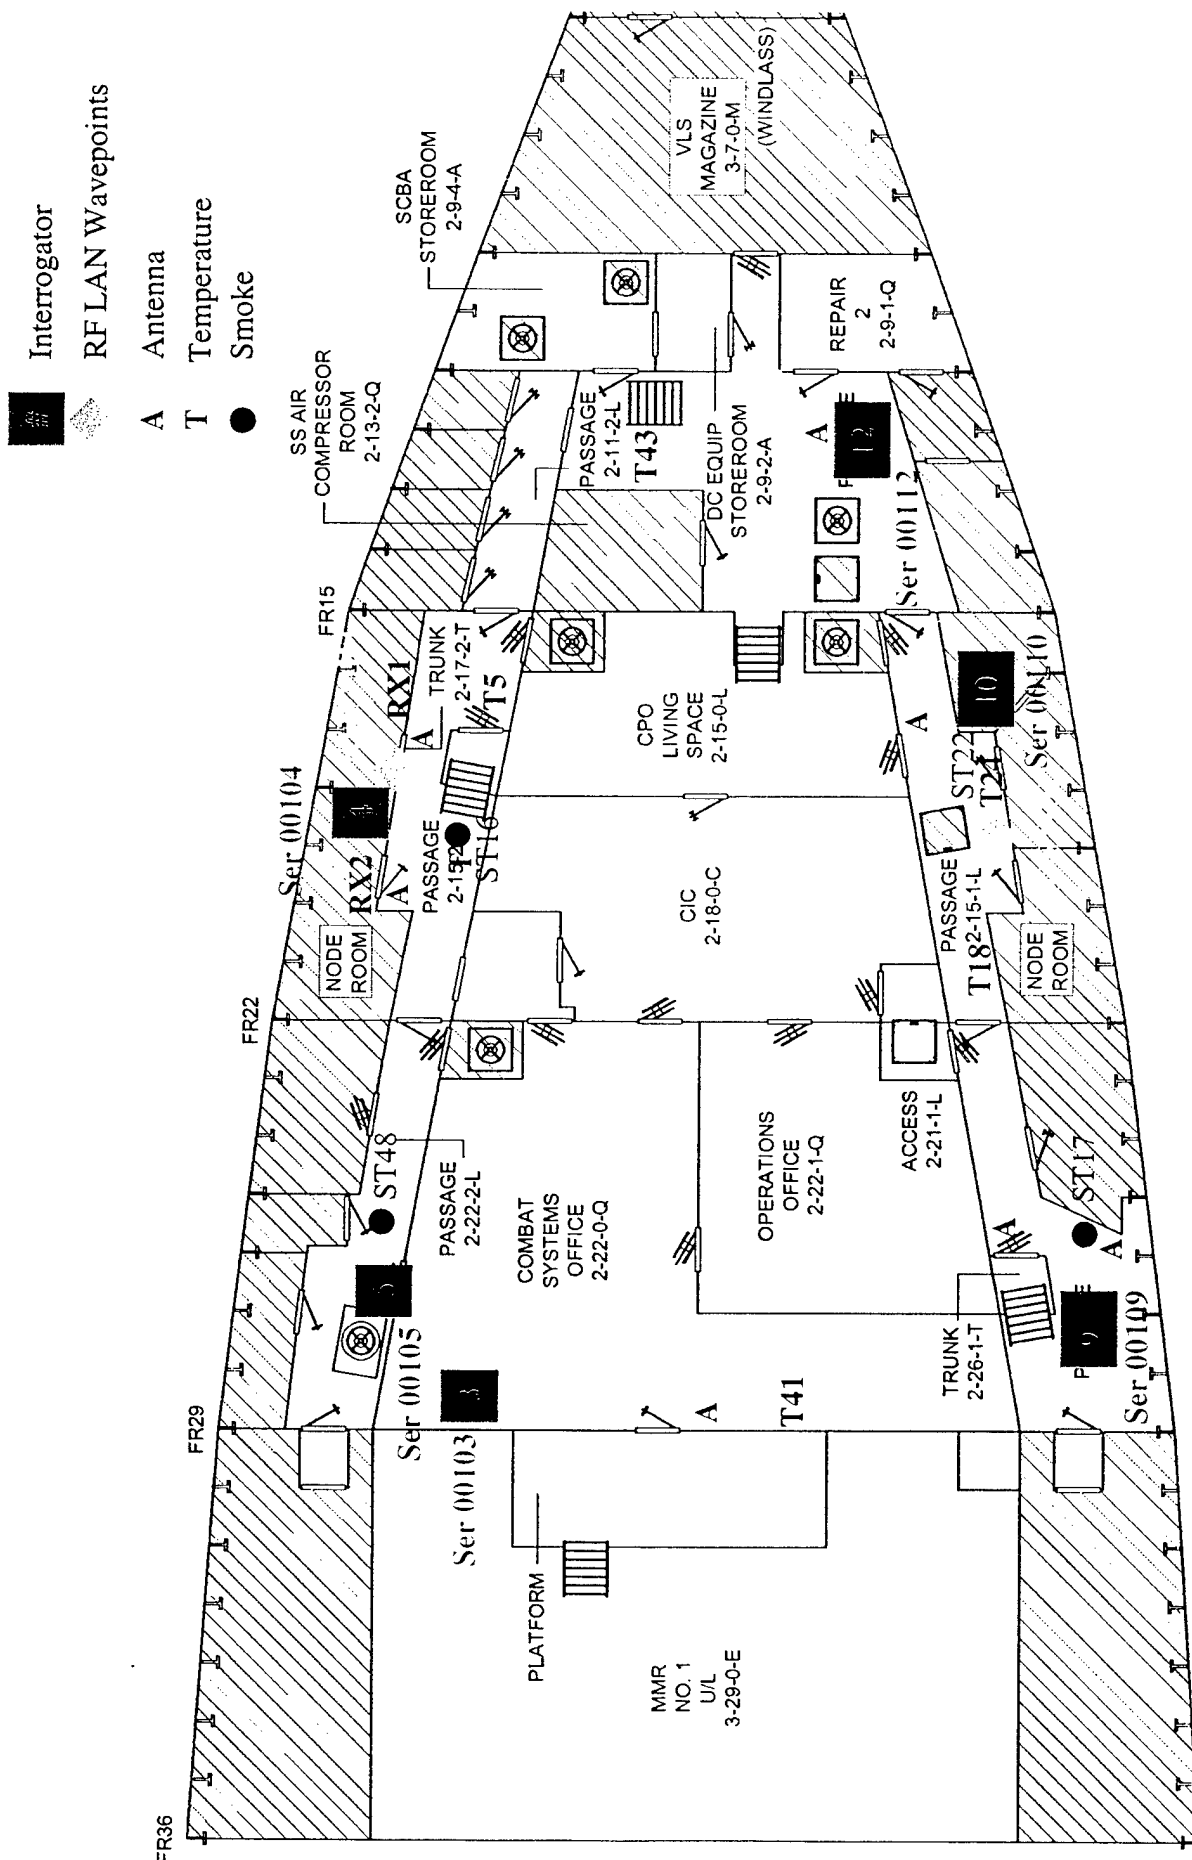 #
Interrogator
RF LAN Wavepoints
A
Antenna
T
Temperature
Smoke
VLS
MAGAZINE
3-7-0-M
(WINDLASS)
SCBA
STOREROOM
2-9-4-A
REPAIR
2
2-9-1-Q
SS AIR
COMPRESSOR
ROOM
2-13-2-Q
PASSAGE
2-11-2-L
T43
DC EQUIP
STOREROOM
2-9-2-A
A
12
Ser 00112
FR15
RX1
TRUNK
2-17-2-T
A
T5
CPO
LIVING
SPACE
2-15-0-L
A
10
Ser 00110
ST22
T24
Ser 00104
4
RX2
A
PASSAGE
ST16
NODE
ROOM
CIC
2-18-0-C
PASSAGE
2-15-1-L
T18
NODE
ROOM
FR22
ST48
PASSAGE
2-22-2-L
COMBAT
SYSTEMS
OFFICE
2-22-0-Q
OPERATIONS
OFFICE
2-22-1-Q
ACCESS
2-21-1-L
ST17
A
A
5
Ser 00105
3
Ser 00103
TRUNK
2-26-1-T
9
Ser 00109
FR29
A
T41
PLATFORM
MMR
NO. 1
U/L
3-29-0-E
FR36